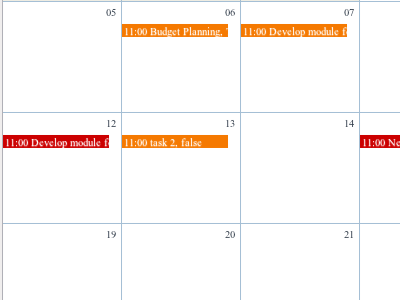 05 06 07
11:00 Budget Planning, 11:00 Develop module
12 13 14
11:00 Develop module 11:00 task 2, false 11:00
19 20 21